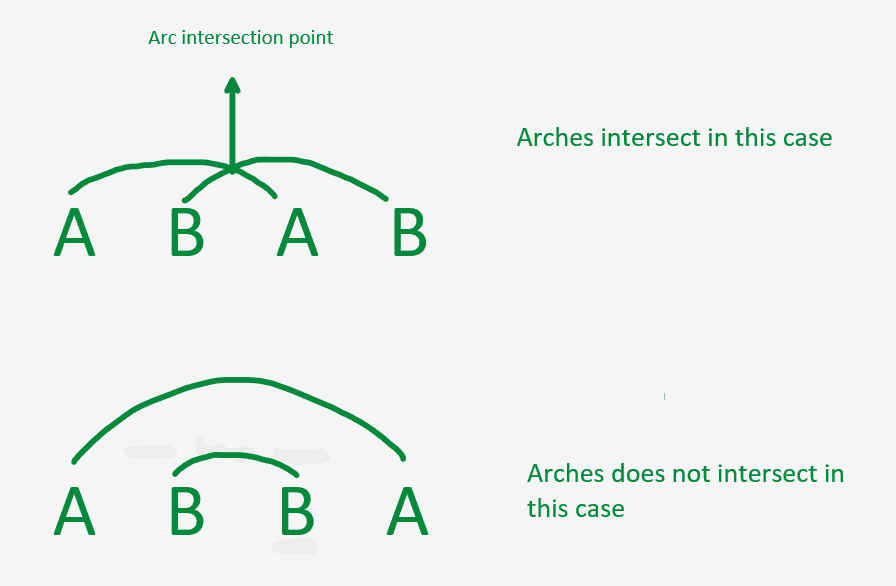 Arc intersection point
Arches intersect in this case
A B A B
Arches does not intersect in
this case
A B B A